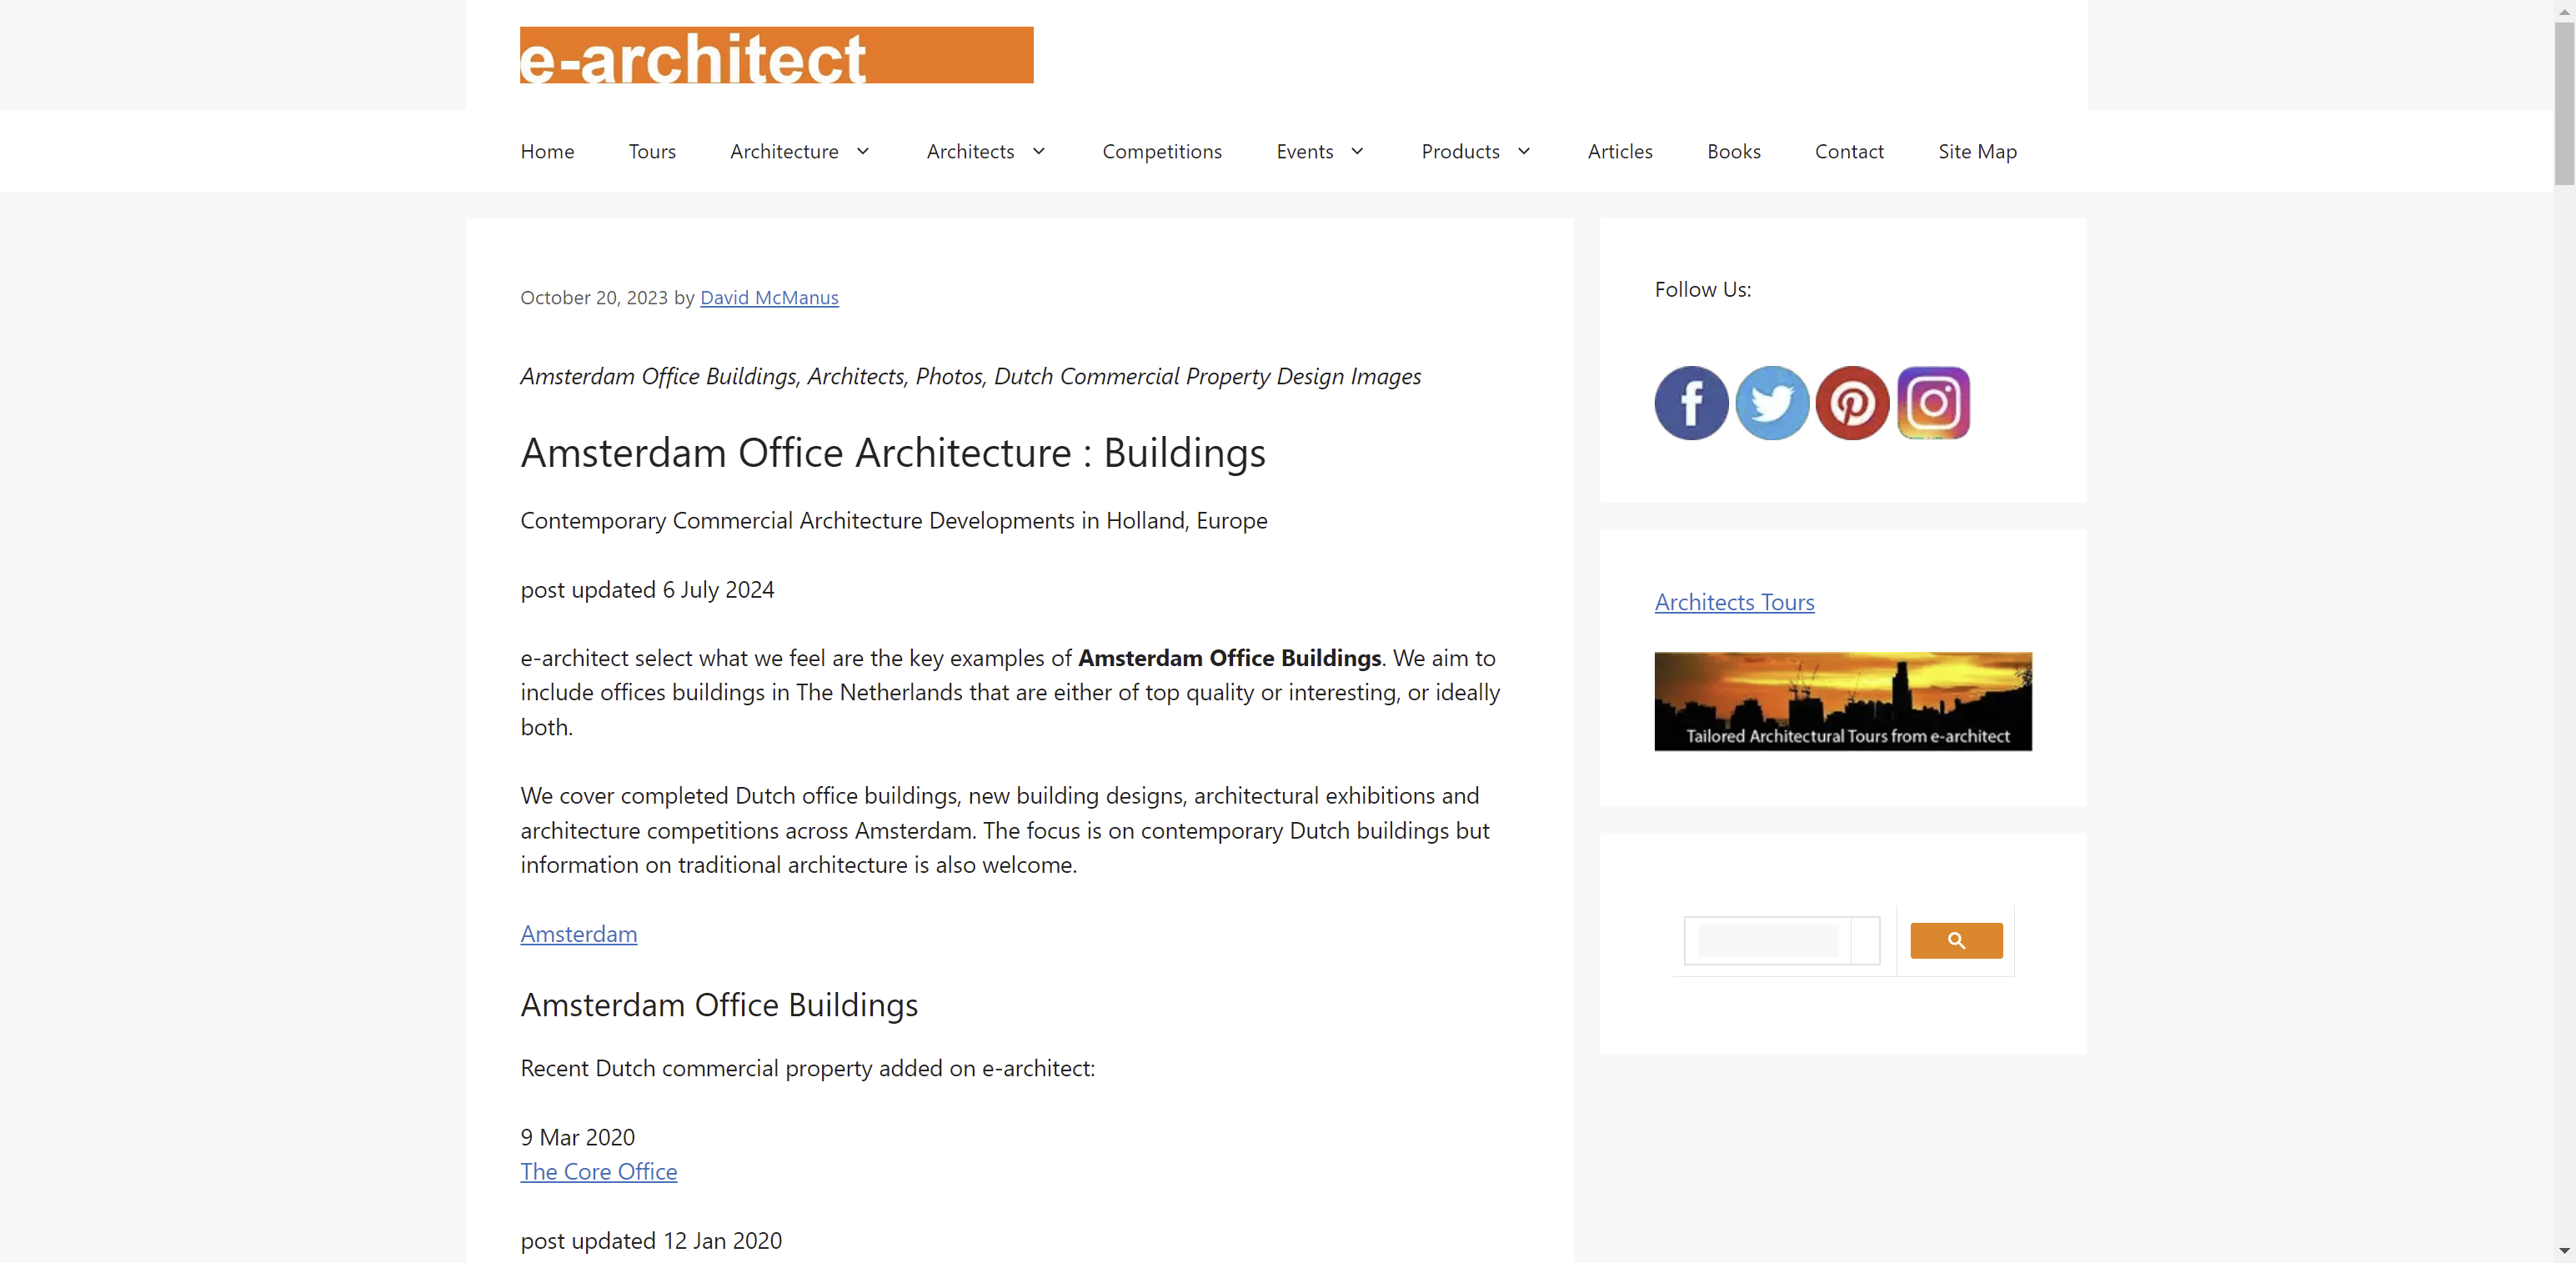 e-architect
Home Tours Architecture Architects Competitions Events Products Articles Books Contact Site Map
October 20, 2023 by David McManus
Amsterdam Office Buildings, Architects, Photos, Dutch Commercial Property Design Images
Amsterdam Office Architecture : Buildings
Contemporary Commercial Architecture Developments in Holland, Europe
post updated 6 July 2024
e-architect select what we feel are the key examples of Amsterdam Office Buildings. We aim to
include offices buildings in The Netherlands that are either of top quality or interesting, or ideally
both.
We cover completed Dutch office buildings, new building designs, architectural exhibitions and
architecture competitions across Amsterdam. The focus is on contemporary Dutch buildings but
information on traditional architecture is also welcome.
Amsterdam
Amsterdam Office Buildings
Recent Dutch commercial property added on e-architect:
9 Mar 2020
The Core Office
post updated 12 Jan 2020
Follow Us:
Architects Tours
Tailored Architectural Tours from e-architect